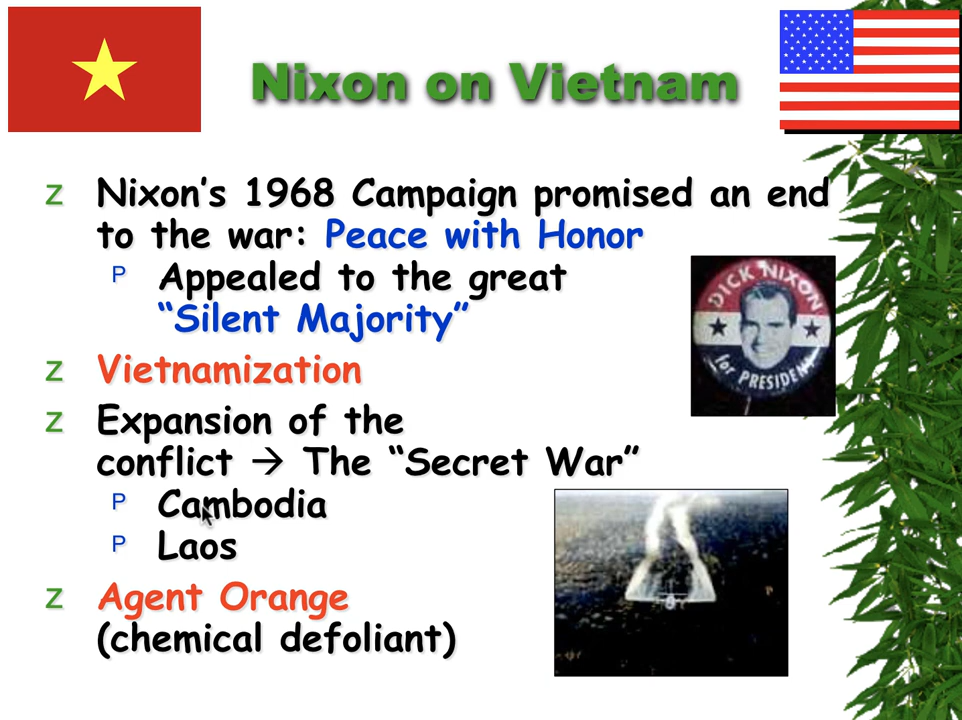 Nixon on Vietnam
z Nixon's 1968 Campaign promised an end
to the war: Peace with Honor
P Appealed to the great
"Silent Majority"
DICK NIXON
for PRESIDENT
z Vietnamization
z Expansion of the
conflict → The "Secret War"
P Cambodia
P Laos
z Agent Orange
(chemical defoliant)